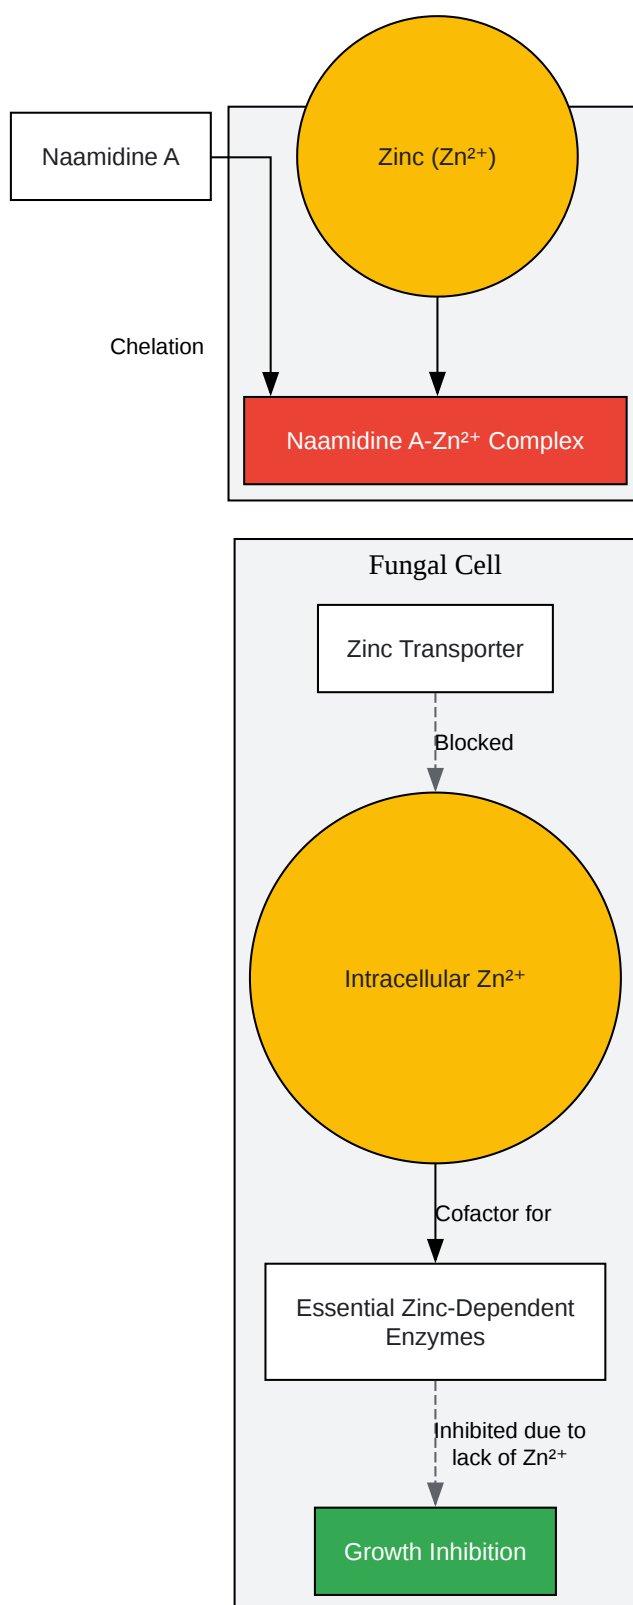 Naamidine A
Zinc (Zn²⁺)
Chelation
Naamidine A-Zn²⁺ Complex
Fungal Cell
Zinc Transporter
Blocked
Intracellular Zn²⁺
Cofactor for
Essential Zinc-Dependent
Enzymes
Inhibited due to
lack of Zn²⁺
Growth Inhibition